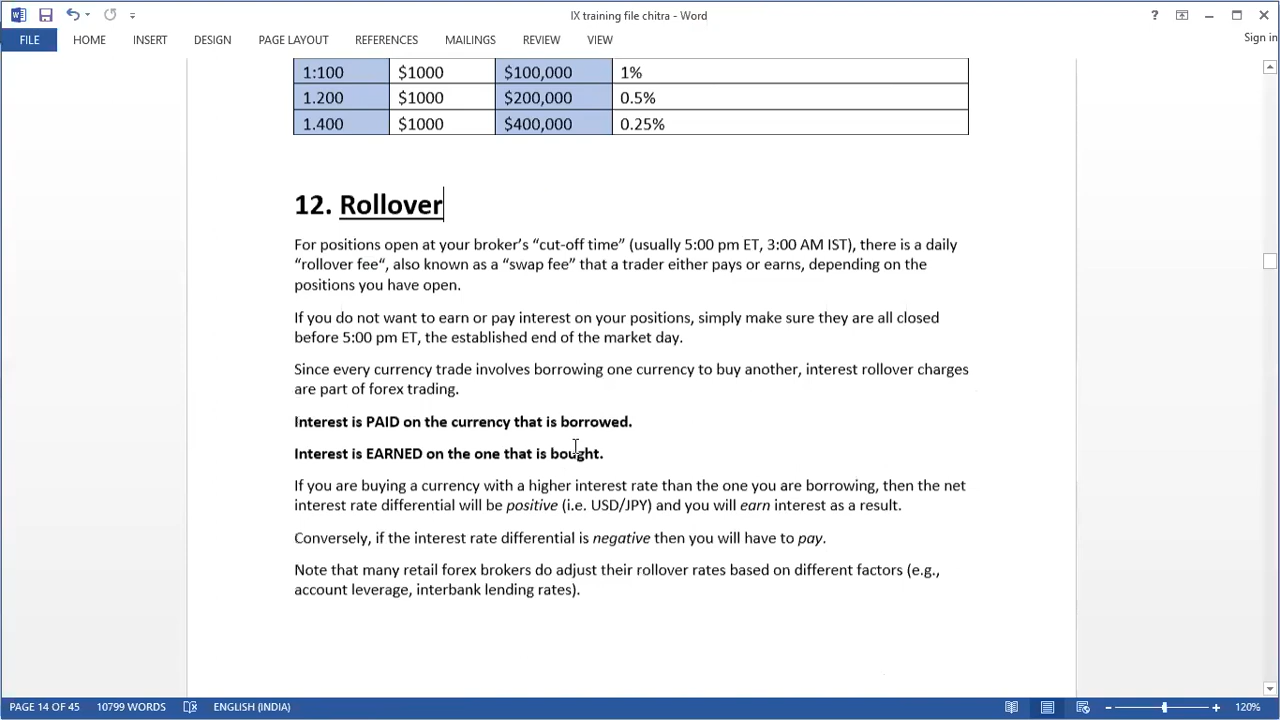 IX training file chitra - Word
?
Sign in
FILE HOME INSERT DESIGN PAGE LAYOUT REFERENCES MAILINGS REVIEW VIEW
1:100 $1000 $100,000 1%
1.200 $1000 $200,000 0.5%
1.400 $1000 $400,000 0.25%
12. Rollover
For positions open at your broker’s “cut-off time” (usually 5:00 pm ET, 3:00 AM IST), there is a daily
“rollover fee“, also known as a “swap fee” that a trader either pays or earns, depending on the
positions you have open.
If you do not want to earn or pay interest on your positions, simply make sure they are all closed
before 5:00 pm ET, the established end of the market day.
Since every currency trade involves borrowing one currency to buy another, interest rollover charges
are part of forex trading.
Interest is PAID on the currency that is borrowed.
Interest is EARNED on the one that is bought.
If you are buying a currency with a higher interest rate than the one you are borrowing, then the net
interest rate differential will be positive (i.e. USD/JPY) and you will earn interest as a result.
Conversely, if the interest rate differential is negative then you will have to pay.
Note that many retail forex brokers do adjust their rollover rates based on different factors (e.g.,
account leverage, interbank lending rates).
PAGE 14 OF 45 10799 WORDS ENGLISH (INDIA) 120%